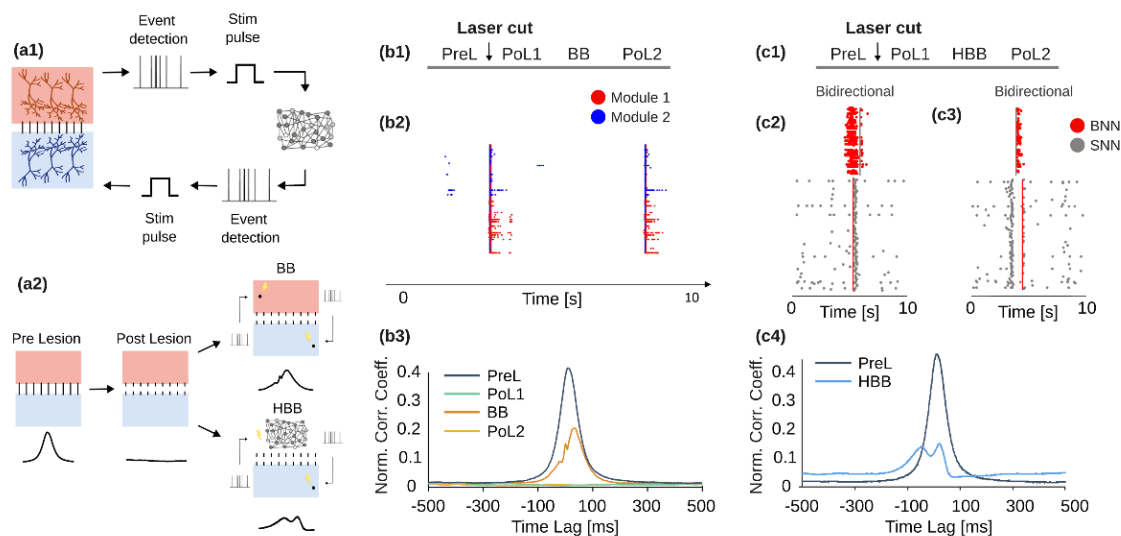 (a1)
Event
detection
Stim
pulse
Stim
pulse
Event
detection
(a2)
BB
Pre Lesion
Post Lesion
HBB
(b1)
Laser cut
PreL
PoL1
BB
PoL2
Module 1
Module 2
(b2)
0
Time [s]
10
(b3)
Norm. Corr. Coeff.
0.4
0.3
0.2
0.1
0
PreL
PoL1
BB
PoL2
-500
-300
-100
100
300
500
Time Lag [ms]
(c1)
Laser cut
PreL
PoL1
HBB
PoL2
Bidirectional
Bidirectional
(c2)
(c3)
BNN
SNN
0
10
0
10
Time [s]
Time [s]
(c4)
Norm. Corr. Coeff.
0.4
0.3
0.2
0.1
0
PreL
HBB
-500
-300
-100
100
300
500
Time Lag [ms]